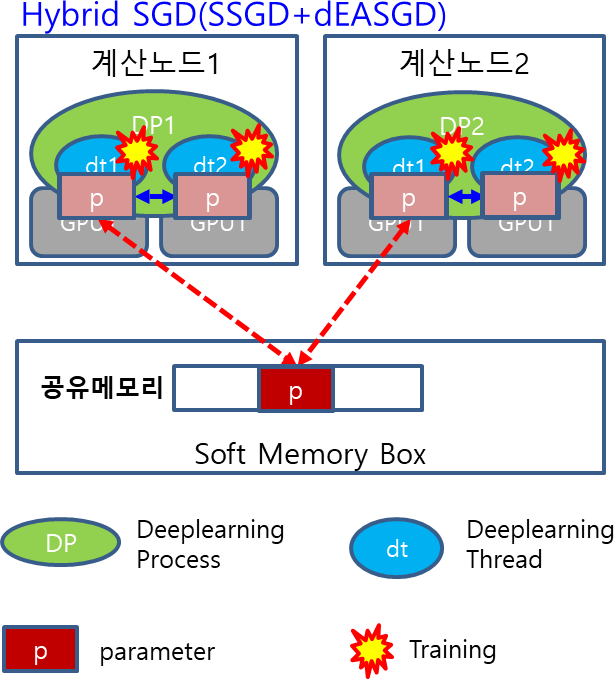 Hybrid SGD(SSGD+dEASGD)
계산노드1
계산노드2
DP1
DP2
dt1
dt2
dt1
dt2
p
p
p
p
GPU1
GPU1
GPU1
공유메모리
p
Soft Memory Box
DP
Deeplearning
Process
dt
Deeplearning
Thread
p
parameter
Training